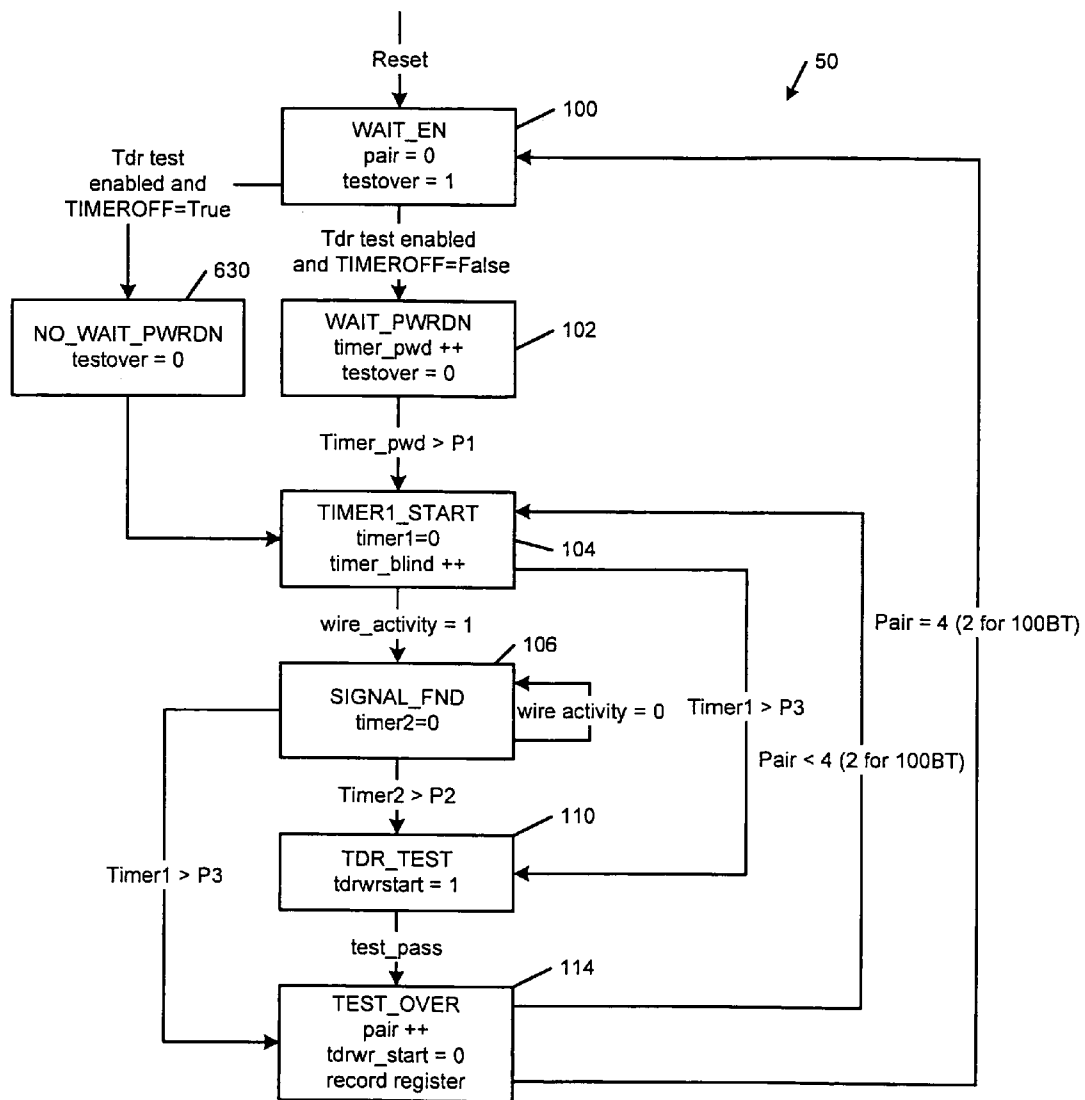 Reset
50
100
WAIT_EN
pair = 0
testover = 1
Tdr test
enabled and
TIMEROFF=True
Tdr test enabled
and TIMEROFF=False
630
NO_WAIT_PWRDN
testover = 0
WAIT_PWRDN
timer_pwd ++
testover = 0
102
Timer_pwd > P1
TIMER1_START
timer1=0
timer_blind ++
104
wire_activity = 1
Pair = 4 (2 for 100BT)
106
SIGNAL_FND
timer2=0
wire activity = 0
Timer1 > P3
Pair < 4 (2 for 100BT)
Timer2 > P2
110
TDR_TEST
tdrwrstart = 1
Timer1 > P3
test_pass
114
TEST_OVER
pair ++
tdrwr_start = 0
record register